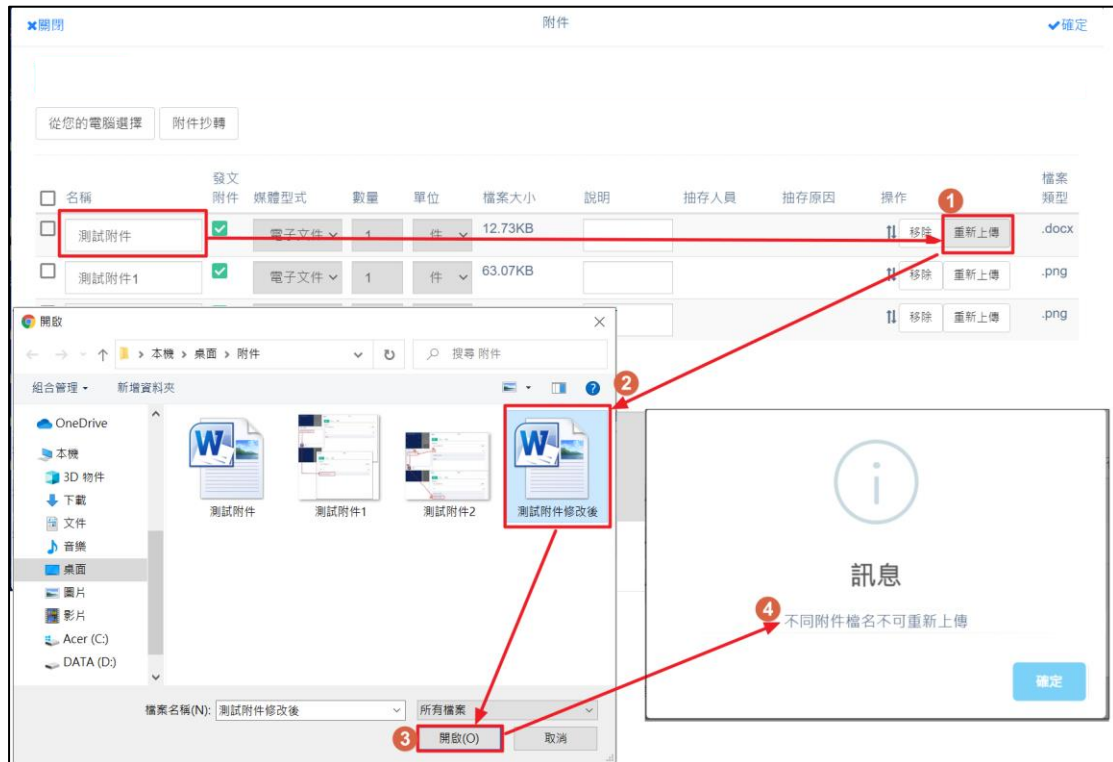 關閉
附件
確定
從您的電腦選擇 附件抄轉
名稱 發文附件 媒體型式 數量 單位 檔案大小 說明 抽存人員 抽存原因 操作 檔案類型
1
測試附件 電子文件 1 件 12.73KB 移除 重新上傳 .docx
測試附件1 電子文件 1 件 63.07KB 移除 重新上傳 .png
移除 重新上傳 .png
開啟
本機 > 桌面 > 附件
搜尋 附件
組合管理 新增資料夾
2
OneDrive
本機
3D 物件
下載
文件
音樂
桌面
圖片
影片
Acer (C:)
DATA (D:)
測試附件 測試附件1 測試附件2 測試附件修改後
檔案名稱(N): 測試附件修改後 所有檔案
3
開啟(O) 取消
訊息
4
不同附件檔名不可重新上傳
確定